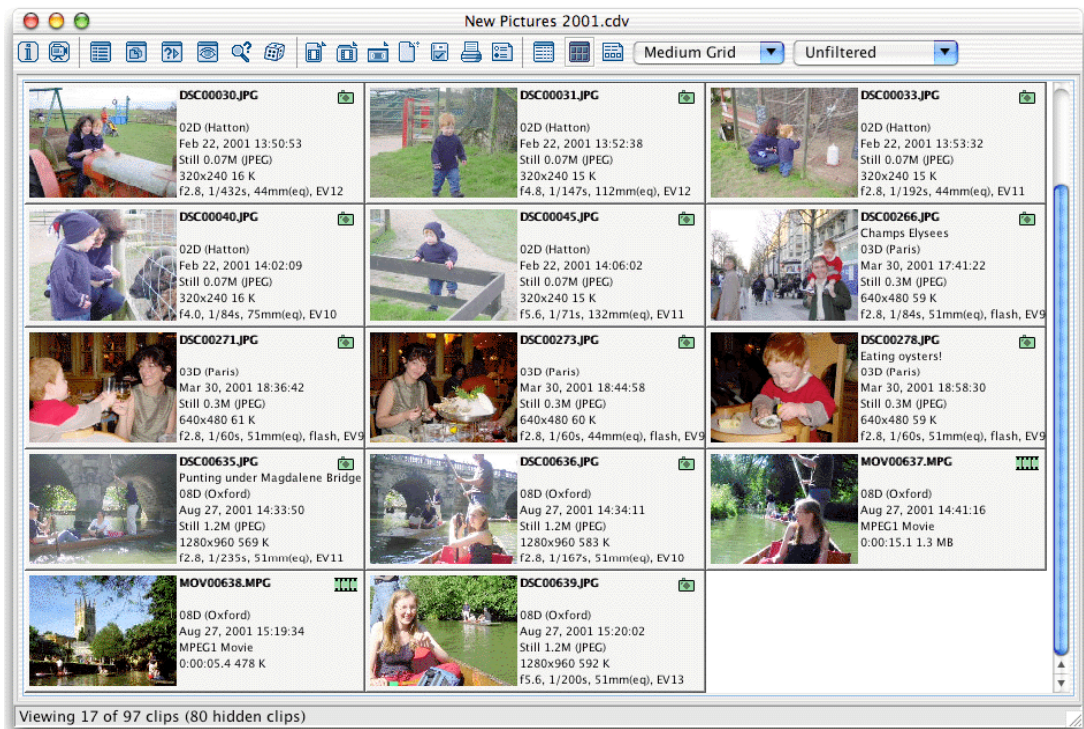 New Pictures 2001.cdv
Medium Grid
Unfiltered
DSC00030.JPG
02D (Hatton)
Feb 22, 2001 13:50:53
Still 0.07M (JPEG)
320x240 16 K
f2.8, 1/432s, 44mm(eq), EV12
DSC00031.JPG
02D (Hatton)
Feb 22, 2001 13:52:38
Still 0.07M (JPEG)
320x240 15 K
f4.8, 1/147s, 112mm(eq), EV12
DSC00033.JPG
02D (Hatton)
Feb 22, 2001 13:53:32
Still 0.07M (JPEG)
320x240 15 K
f2.8, 1/192s, 44mm(eq), EV11
DSC00040.JPG
02D (Hatton)
Feb 22, 2001 14:02:09
Still 0.07M (JPEG)
320x240 16 K
f4.0, 1/84s, 75mm(eq), EV10
DSC00045.JPG
02D (Hatton)
Feb 22, 2001 14:06:02
Still 0.07M (JPEG)
320x240 15 K
f5.6, 1/71s, 132mm(eq), EV11
DSC00266.JPG
Champs Elysees
03D (Paris)
Mar 30, 2001 17:41:22
Still 0.3M (JPEG)
640x480 59 K
f2.8, 1/84s, 51mm(eq), flash, EV9
DSC00271.JPG
03D (Paris)
Mar 30, 2001 18:36:42
Still 0.3M (JPEG)
640x480 61 K
f2.8, 1/60s, 51mm(eq), flash, EV9
DSC00273.JPG
03D (Paris)
Mar 30, 2001 18:44:58
Still 0.3M (JPEG)
640x480 60 K
f2.8, 1/60s, 44mm(eq), flash, EV9
DSC00278.JPG
Eating oysters!
03D (Paris)
Mar 30, 2001 18:58:30
Still 0.3M (JPEG)
640x480 59 K
f2.8, 1/60s, 51mm(eq), flash, EV9
DSC00635.JPG
Punting under Magdalene Bridge
08D (Oxford)
Aug 27, 2001 14:33:50
Still 1.2M (JPEG)
1280x960 569 K
f2.8, 1/235s, 51mm(eq), EV11
DSC00636.JPG
08D (Oxford)
Aug 27, 2001 14:34:11
Still 1.2M (JPEG)
1280x960 583 K
f2.8, 1/167s, 51mm(eq), EV10
MOV00637.MPG
08D (Oxford)
Aug 27, 2001 14:41:16
MPEG1 Movie
0:00:15.1 1.3 MB
MOV00638.MPG
08D (Oxford)
Aug 27, 2001 15:19:34
MPEG1 Movie
0:00:05.4 478 K
DSC00639.JPG
08D (Oxford)
Aug 27, 2001 15:20:02
Still 1.2M (JPEG)
1280x960 592 K
f5.6, 1/200s, 51mm(eq), EV13
Viewing 17 of 97 clips (80 hidden clips)